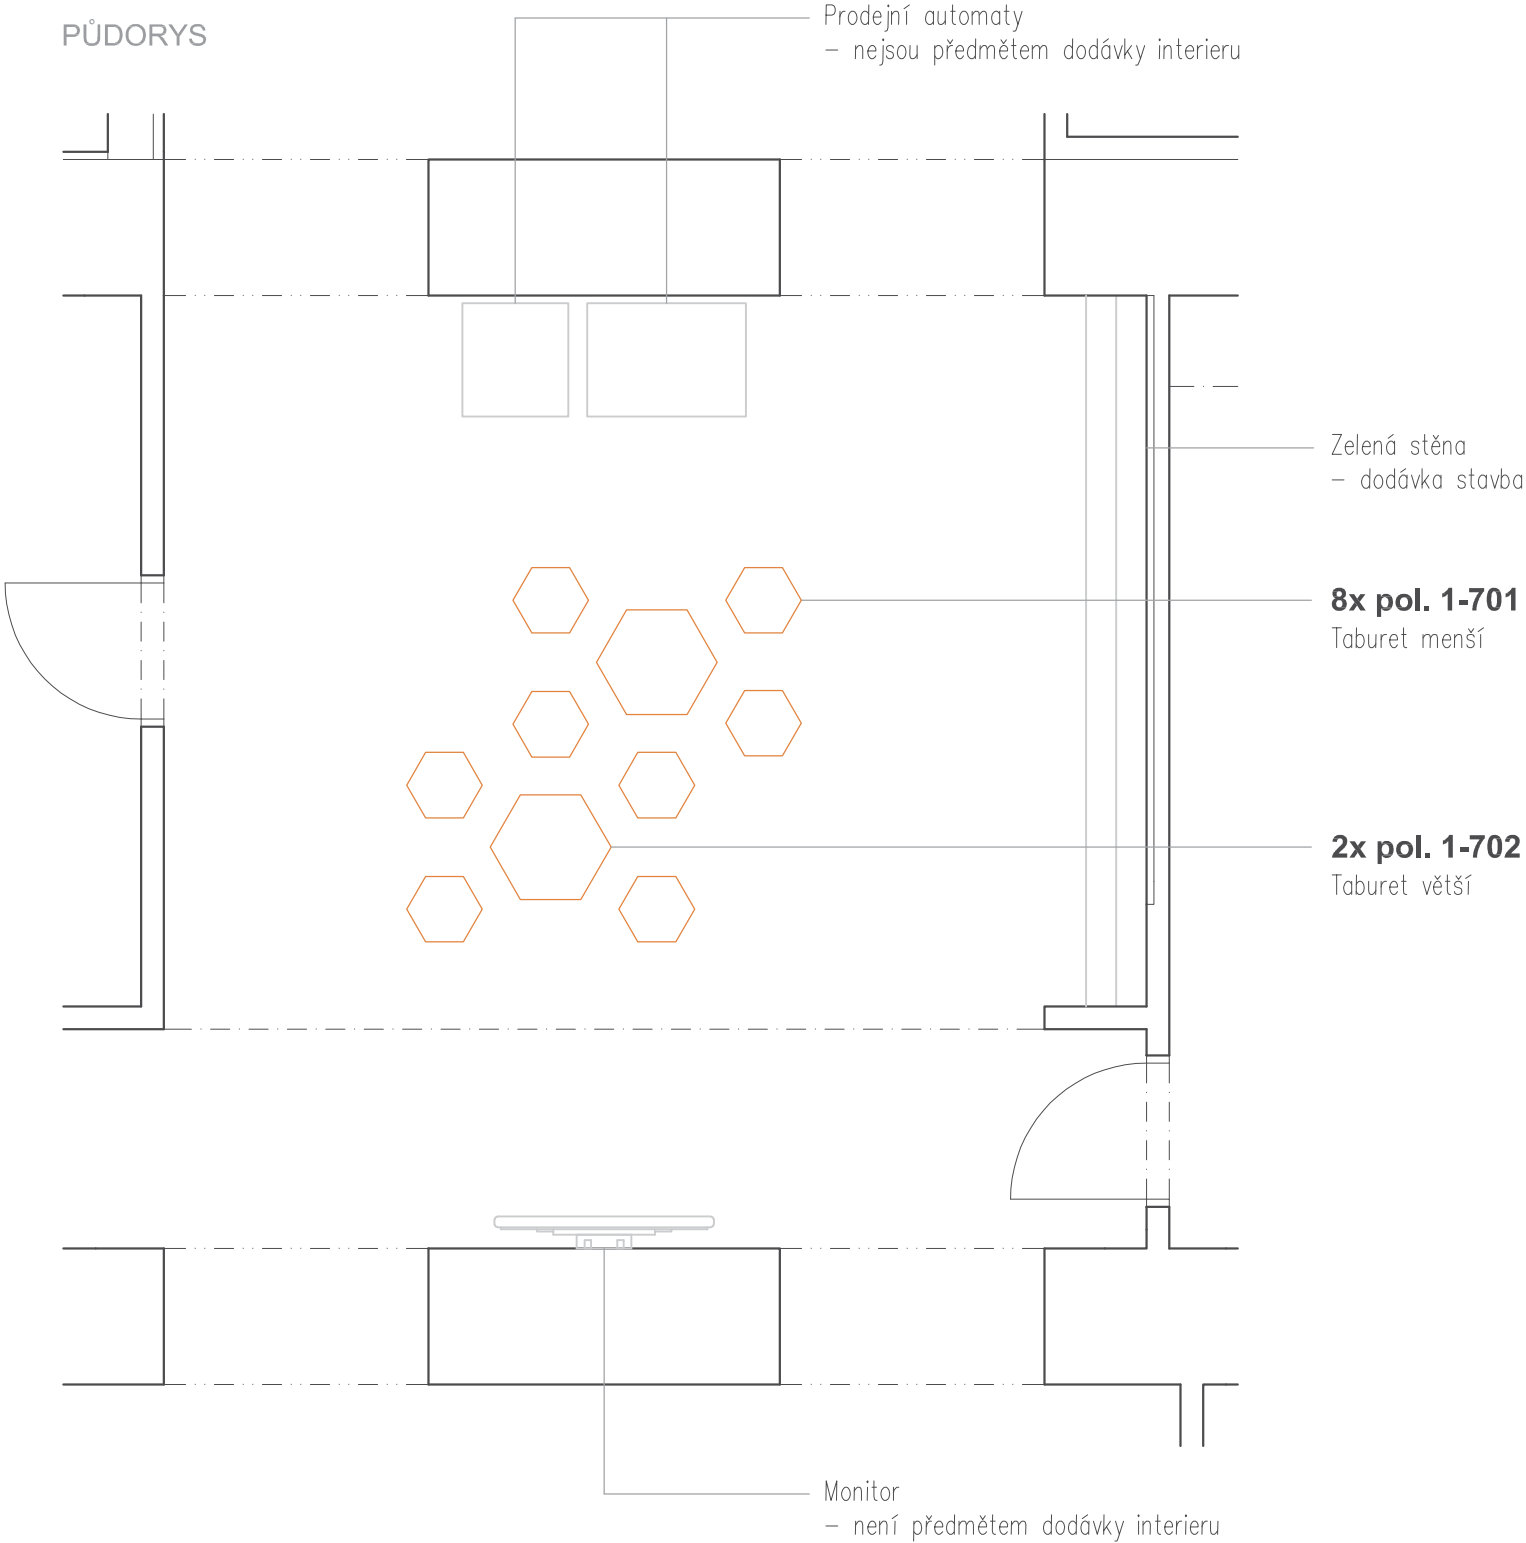 PŮDORYS
Prodejní automaty
– nejsou předmětem dodávky interieru
Zelená stěna
– dodávka stavba
8x pol. 1-701
Taburet menší
2x pol. 1-702
Taburet větší
Monitor
– není předmětem dodávky interieru